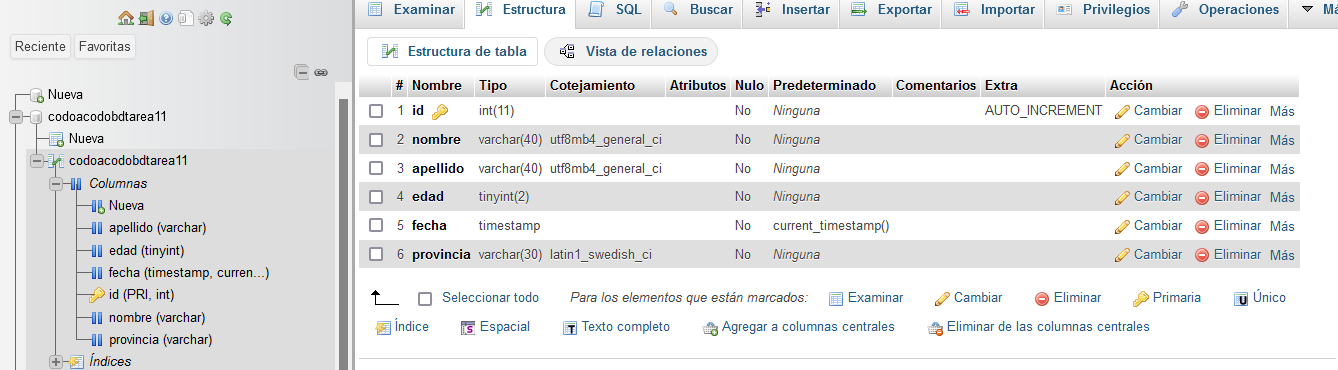 Reciente Favoritas
Nueva
codoacodobdtarea11
Nueva
codoacodobdtarea11
Columnas
Nueva
apellido (varchar)
edad (tinyint)
fecha (timestamp, curren...)
id (PRI, int)
nombre (varchar)
provincia (varchar)
Índices
Examinar Estructura SQL Buscar Insertar Exportar Importar Privilegios Operaciones
Estructura de tabla Vista de relaciones
# Nombre Tipo Cotejamiento Atributos Nulo Predeterminado Comentarios Extra Acción
1 id int(11) No Ninguna AUTO_INCREMENT Cambiar Eliminar Más
2 nombre varchar(40) utf8mb4_general_ci No Ninguna Cambiar Eliminar Más
3 apellido varchar(40) utf8mb4_general_ci No Ninguna Cambiar Eliminar Más
4 edad tinyint(2) No Ninguna Cambiar Eliminar Más
5 fecha timestamp No current_timestamp() Cambiar Eliminar Más
6 provincia varchar(30) latin1_swedish_ci No Ninguna Cambiar Eliminar Más
Seleccionar todo Para los elementos que están marcados: Examinar Cambiar Eliminar Primaria Único
Índice Espacial Texto completo Agregar a columnas centrales Eliminar de las columnas centrales